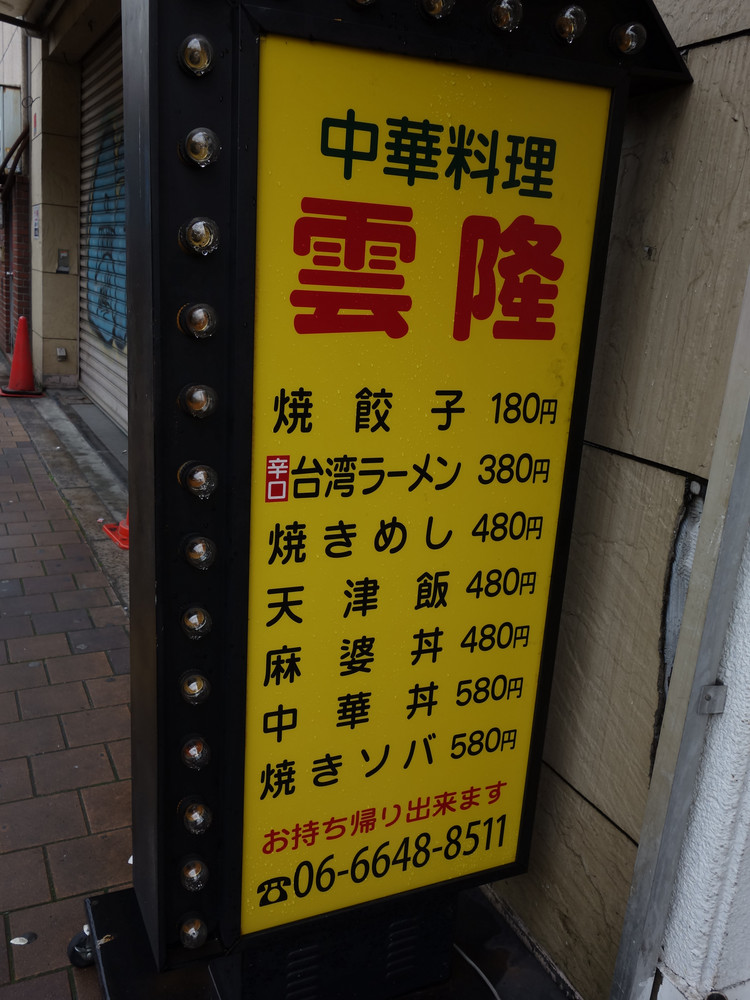 中華料理
雲隆
焼餃子 180円
辛口台湾ラーメン 380円
焼きめし 480円
天津飯 480円
麻婆丼 480円
中華丼 580円
焼きソバ 580円
お持ち帰り出来ます
☎06-6648-8511